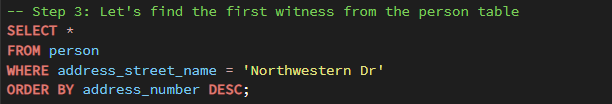 -- Step 3: Let's find the first witness from the person table
SELECT *
FROM person
WHERE address_street_name = 'Northwestern Dr'
ORDER BY address_number DESC;